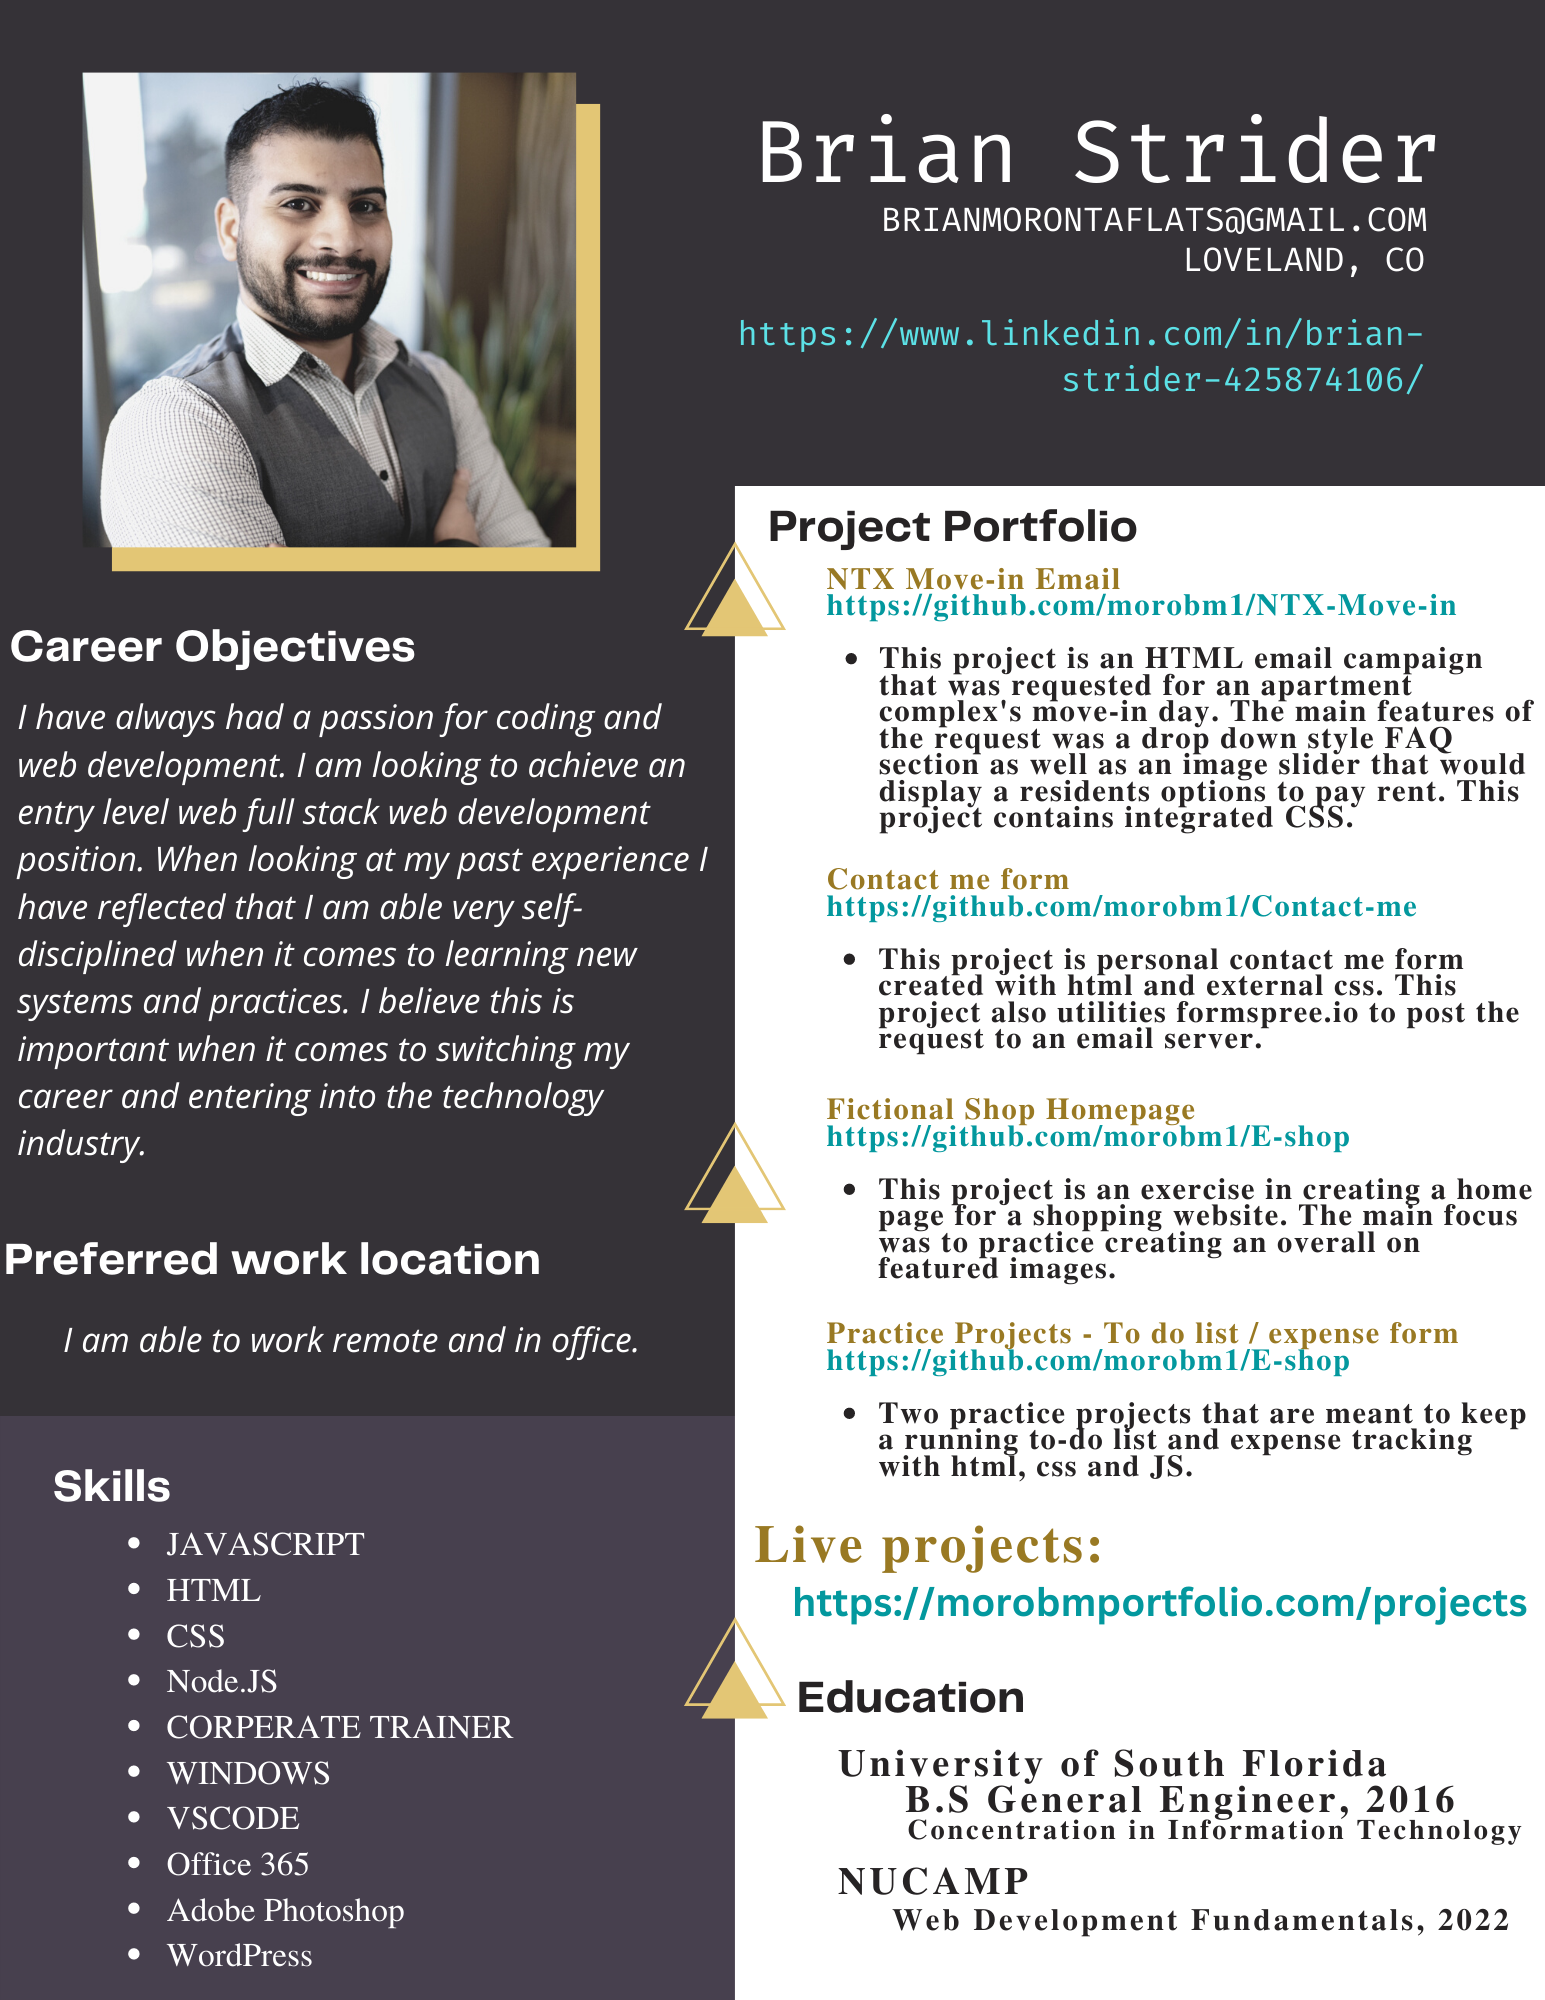 Brian Strider
BRIANMORONTAFLATS@GMAIL.COM
LOVELAND, CO
https://www.linkedin.com/in/brian-
strider-425874106/
Career Objectives
I have always had a passion for coding and
web development. I am looking to achieve an
entry level web full stack web development
position. When looking at my past experience I
have reflected that I am able very self-
disciplined when it comes to learning new
systems and practices. I believe this is
important when it comes to switching my
career and entering into the technology
industry.
Preferred work location
I am able to work remote and in office.
Skills
• JAVASCRIPT
• HTML
• CSS
• Node.JS
• CORPERATE TRAINER
• WINDOWS
• VSCODE
• Office 365
• Adobe Photoshop
• WordPress
Project Portfolio
NTX Move-in Email
https://github.com/morobm1/NTX-Move-in
• This project is an HTML email campaign
that was requested for an apartment
complex's move-in day. The main features of
the request was a drop down style FAQ
section as well as an image slider that would
display a residents options to pay rent. This
project contains integrated CSS.
Contact me form
https://github.com/morobm1/Contact-me
• This project is personal contact me form
created with html and external css. This
project also utilities formspree.io to post the
request to an email server.
Fictional Shop Homepage
https://github.com/morobm1/E-shop
• This project is an exercise in creating a home
page for a shopping website. The main focus
was to practice creating an overall on
featured images.
Practice Projects - To do list / expense form
https://github.com/morobm1/E-shop
• Two practice projects that are meant to keep
a running to-do list and expense tracking
with html, css and JS.
Live projects:
https://morobmportfolio.com/projects
Education
University of South Florida
B.S General Engineer, 2016
Concentration in Information Technology
NUCAMP
Web Development Fundamentals, 2022